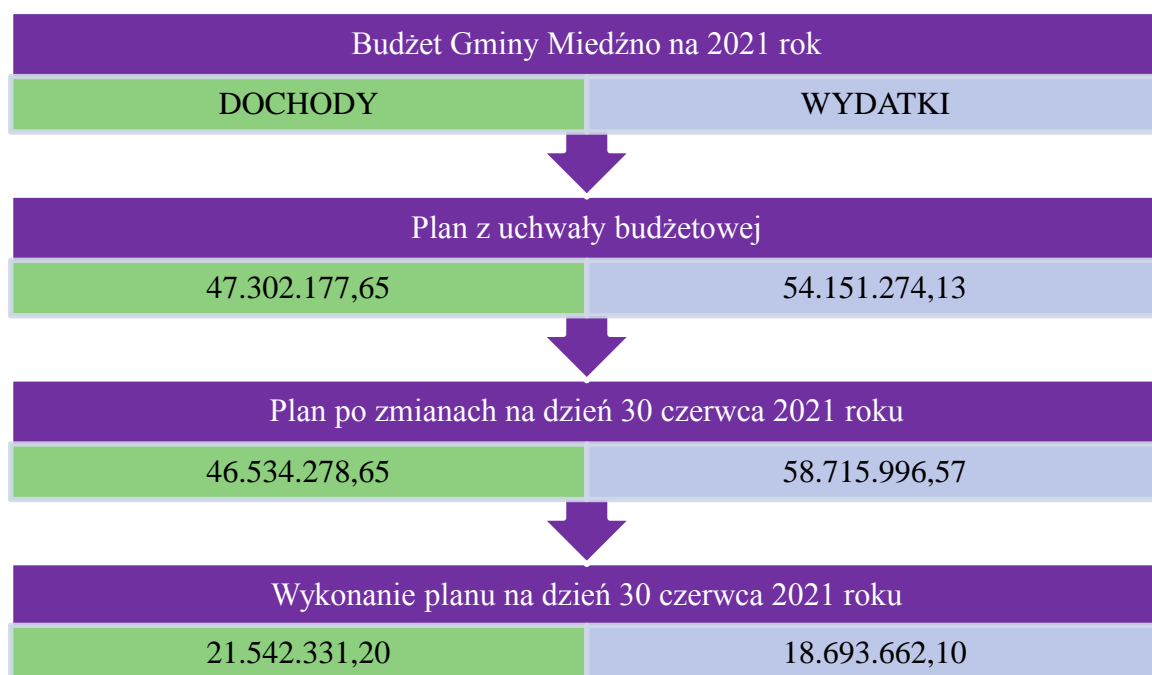 Budżet Gminy Miedźno na 2021 rok
DOCHODY WYDATKI
Plan z uchwały budżetowej
47.302.177,65 54.151.274,13
Plan po zmianach na dzień 30 czerwca 2021 roku
46.534.278,65 58.715.996,57
Wykonanie planu na dzień 30 czerwca 2021 roku
21.542.331,20 18.693.662,10